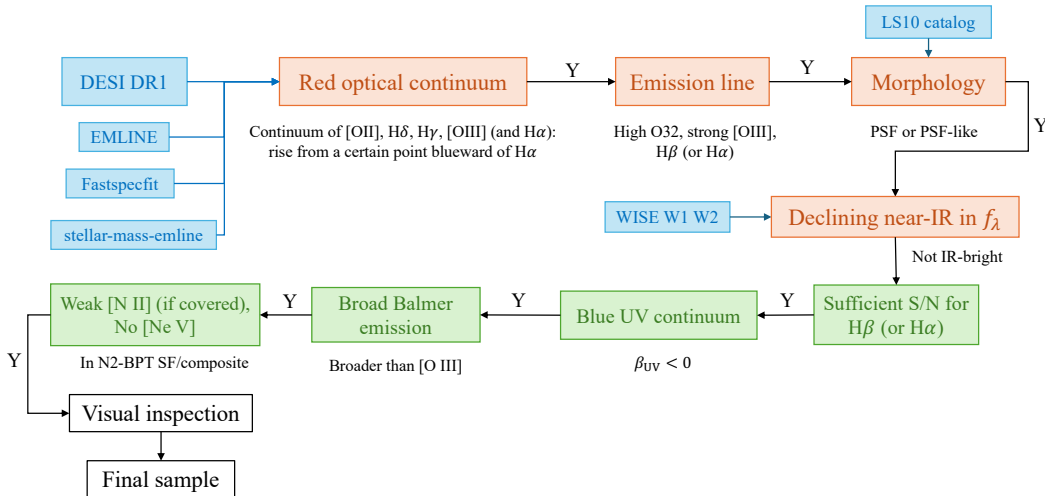 LS10 catalog
DESI DR1
Red optical continuum
Y
Emission line
Y
Morphology
Y
EMLINE
Fastspecfit
stellar-mass-emline
Continuum of [OII], Hδ, Hγ, [OIII] (and Hα):
rise from a certain point blueward of Hα
High O32, strong [OIII],
Hβ (or Hα)
PSF or PSF-like
WISE W1 W2
Declining near-IR in fλ
Not IR-bright
Sufficient S/N for
Hβ (or Hα)
Y
Blue UV continuum
βUV < 0
Y
Broad Balmer
emission
Broader than [O III]
Y
Weak [N II] (if covered),
No [Ne V]
In N2-BPT SF/composite
Y
Visual inspection
Final sample